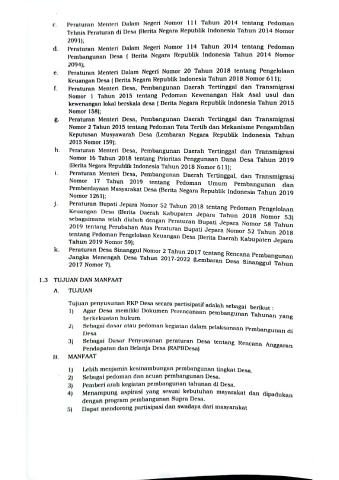 c. Peraturan Menteri Dalam Negeri Nomor 111 Tahun 2014 tentang Pedoman
Teknis Peraturan di Desa (Berita Negara Republik Indonesia Tahun 2014 Nomor
2091);
d. Peraturan Menteri Dalam Negeri Nomor 114 Tahun 2014 tentang Pedoman
Pembangunan Desa ( Berita Negara Republik Indonesia Tahun 2014 Nomor
2094);
e. Peraturan Menteri Dalam Negeri Nomor 20 Tahun 2018 tentang Pengelolaan
Keuangan Desa ( Berita Negara Republik Indonesia Tahun 2018 Nomor 611);
f. Peraturan Menteri Desa, Pembangunan Daerah Tertinggal dan Transmigrasi
Nomor 1 Tahun 2015 tentang Pedoman Kewenangan Hak Asal usul dan
kewenangan lokal berskala desa ( Berita Negara Republik Indonesia Tahun 2015
Nomor 158);
g. Peraturan Menteri Desa, Pembangunan Daerah Tertinggal dan Transmigrasi
Nomor 2 Tahun 2015 tentang Pedoman Tata Tertib dan Mekanisme Pengambilan
Keputusan Musyawarah Desa (Lembaran Negara Republik Indonesia Tahun
2015 Nomor 159);
h. Peraturan Menteri Desa, Pembangunan Daerah Tertinggal dan Transmigrasi
Nomor 16 Tahun 2018 tentang Prioritas Penggunaan Dana Desa Tahun 2019
(Berita Negara Republik Indonesia Tahun 2018 Nomor 611);
i. Peraturan Menteri Desa, Pembangunan Daerah Tertinggal, dan Transmigrasi
Nomor 17 Tahun 2019 tentang Pedoman Umum Pembangunan dan
Pemberdayaan Masyarakat Desa (Berita Negara Republik Indonesia Tahun 2019
Nomor 1261);
j. Peraturan Bupati Jepara Nomor 52 Tahun 2018 tentang Pedoman Pengelolaan
Keuangan Desa (Berita Daerah Kabupaten Jepara Tahun 2018 Nomor 53)
sebagaimana telah diubah dengan Peraturan Bupati Jepara Nomor 58 Tahun
2019 tentang Perubahan Atas Peraturan Bupati Jepara Nomor 52 Tahun 2018
tentang Pedoman Pengelolaan Keuangan Desa (Berita Daerah Kabupaten Jepara
Tahun 2019 Nomor 59);
k. Peraturan Desa Sinanggul Nomor 2 Tahun 2017 tentang Rencana Pembangunan
Jangka Menengah Desa Tahun 2017-2022 (Lembaran Desa Sinanggul Tahun
2017 Nomor 7).
1.3 TUJUAN DAN MANFAAT
A. TUJUAN
Tujuan penyusunan RKP Desa secara partisipatif adalah sebagai berikut :
1) Agar Desa memiliki Dokumen Perencanaan pembangunan Tahunan yang
berkekuatan hukum.
2) Sebagai dasar atau pedoman kegiatan dalam pelaksanaan Pembangunan di
Desa
3) Sebagai Dasar Penyusunan peraturan Desa tentang Rencana Anggaran
Pendapatan dan Belanja Desa (RAPBDesa)
B. MANFAAT
1) Lebih menjamin kesinambungan pembangunan tingkat Desa.
2) Sebagai pedoman dan acuan pembangunan Desa.
3) Pemberi arah kegiatan pembangunan tahunan di Desa.
4) Menampung aspirasi yang sesuai kebutuhan mayarakat dan dipadukan
dengan program pembangunan Supra Desa.
5) Dapat mendorong partisipasi dan swadaya dari masyarakat